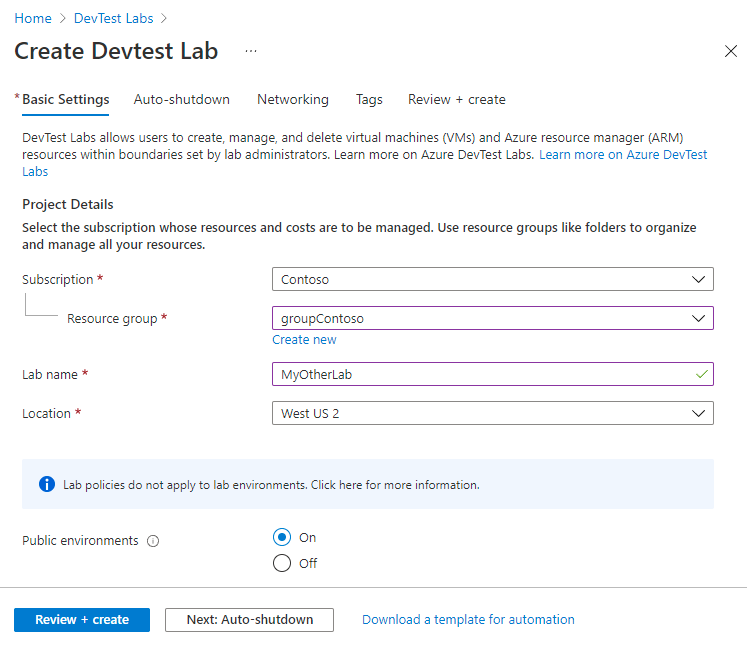 Home > DevTest Labs >
Create Devtest Lab ...
* Basic Settings Auto-shutdown Networking Tags Review + create
DevTest Labs allows users to create, manage, and delete virtual machines (VMs) and Azure resource manager (ARM)
resources within boundaries set by lab administrators. Learn more on Azure DevTest Labs. Learn more on Azure DevTest
Labs
Project Details
Select the subscription whose resources and costs are to be managed. Use resource groups like folders to organize
and manage all your resources.
Subscription * Contoso
Resource group * groupContoso
Create new
Lab name * MyOtherLab
Location * West US 2
Lab policies do not apply to lab environments. Click here for more information.
Public environments On
Off
Review + create Next: Auto-shutdown Download a template for automation